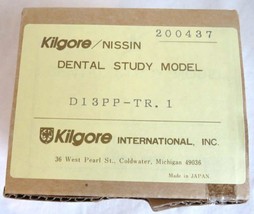 200437
Kilgore/NISSIN
DENTAL STUDY MODEL
D13PP-TR.1
Kilgore INTERNATIONAL, INC.
36 West Pearl St., Coldwater, Michigan 49036
Made in JAPAN